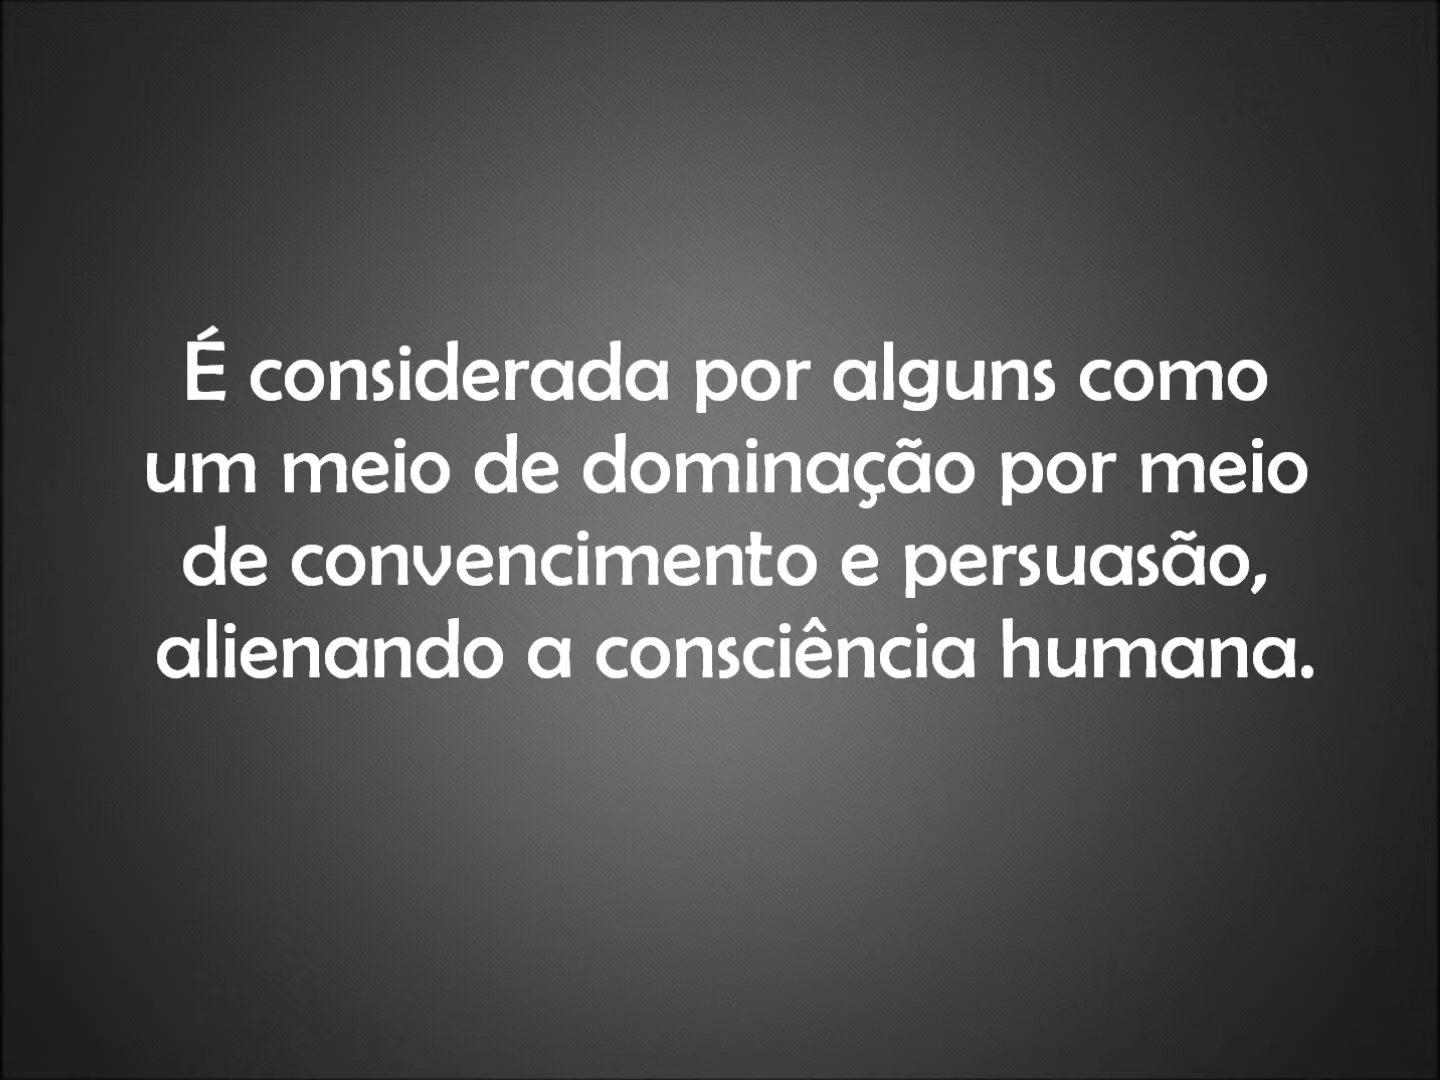 É considerada por alguns como
um meio de dominação por meio
de convencimento e persuasão,
alienando a consciência humana.